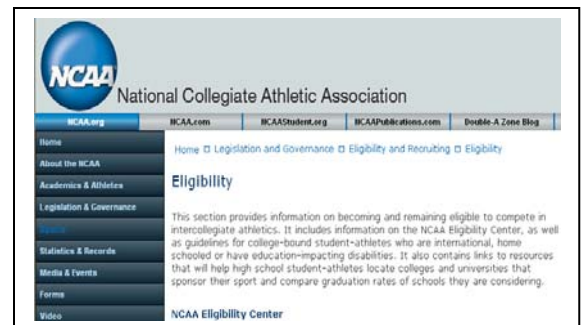 NCAA
National Collegiate Athletic Association
NCAA.org NCAA.com NCAAStudent.org NCAAPublications.com Double-A Zone Blog
Home
About the NCAA
Academics & Athletes
Legislation & Governance
Sports
Statistics & Records
Media & Events
Forms
Video
Home Legislation and Governance Eligibility and Recruiting Eligibility
Eligibility
This section provides information on becoming and remaining eligible to compete in
intercollegiate athletics. It includes information on the NCAA Eligibility Center, as well
as guidelines for college-bound student-athletes who are international, home
schooled or have education-impacting disabilities. It also contains links to resources
that will help high school student-athletes locate colleges and universities that
sponsor their sport and compare graduation rates of schools they are considering.
NCAA Eligibility Center